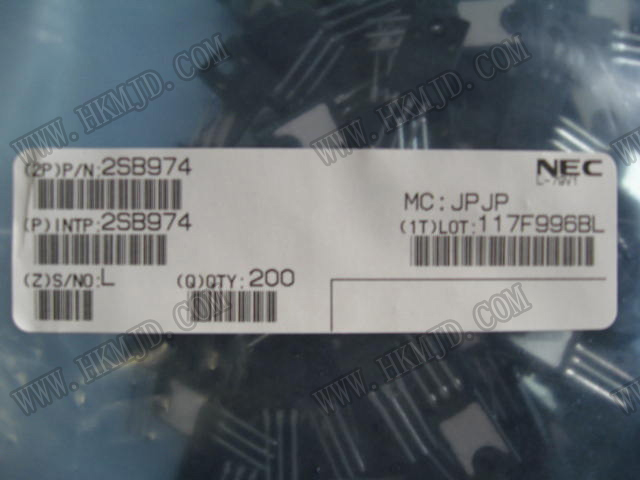 (2P)P/N:2SB974
NEC
MC:JPJP
(P)INTP:2SB974
(1T)LOT:117F996BL
(Z)S/NO:L
(Q)QTY:200
WWW.HKMJD.COM
WWW.HKMJD.COM
WWW.HKMJD.COM
WWW.HKMJD.COM